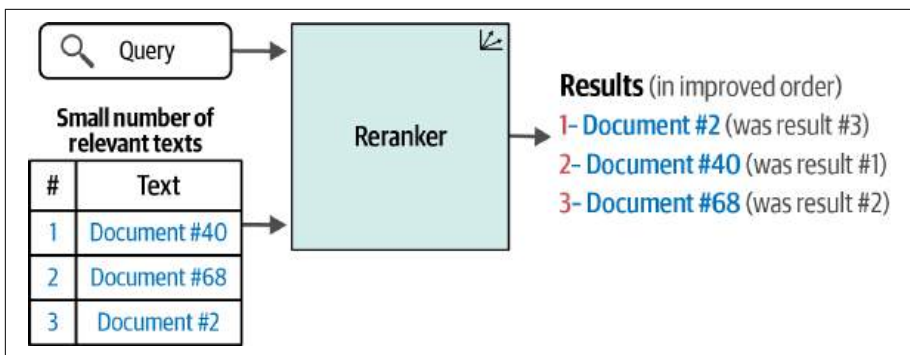 Query
Small number of
relevant texts
# Text
1 Document #40
2 Document #68
3 Document #2
Reranker
Results (in improved order)
1– Document #2 (was result #3)
2– Document #40 (was result #1)
3– Document #68 (was result #2)